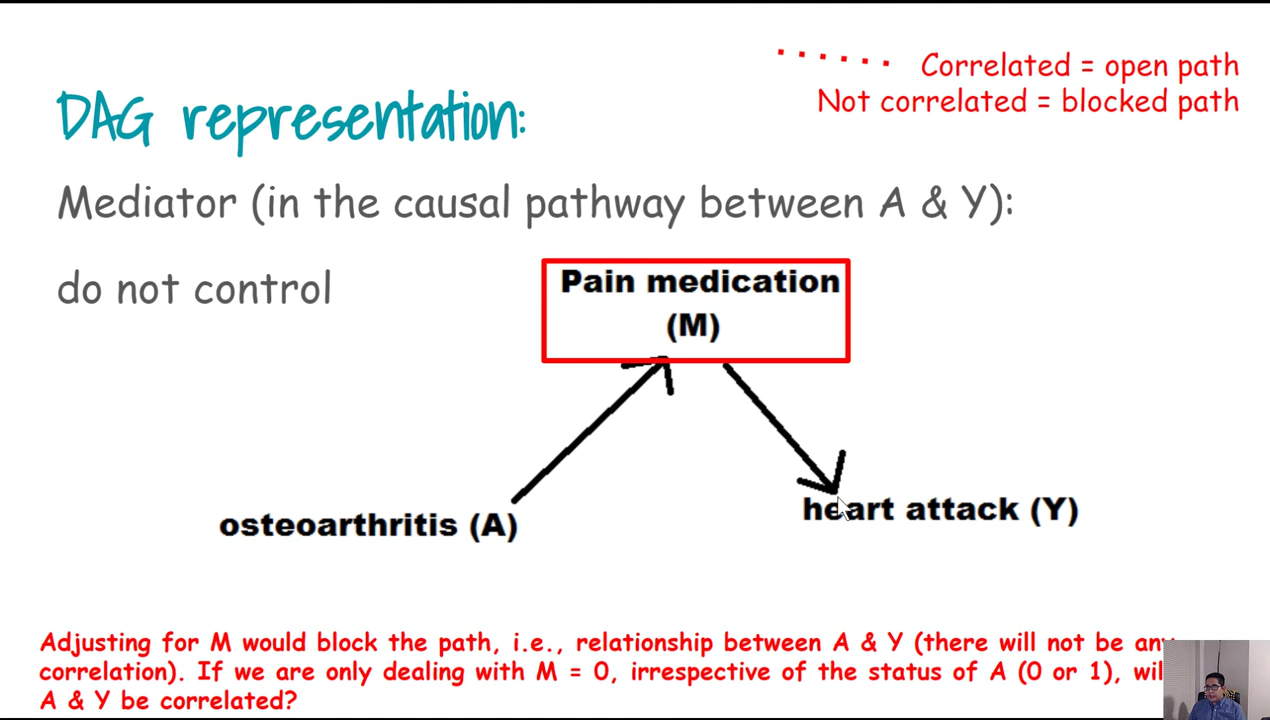 Correlated = open path
Not correlated = blocked path
DAG representation:
Mediator (in the causal pathway between A & Y):
do not control
Pain medication
(M)
osteoarthritis (A)
heart attack (Y)
Adjusting for M would block the path, i.e., relationship between A & Y (there will not be any
correlation). If we are only dealing with M = 0, irrespective of the status of A (0 or 1), wil
A & Y be correlated?